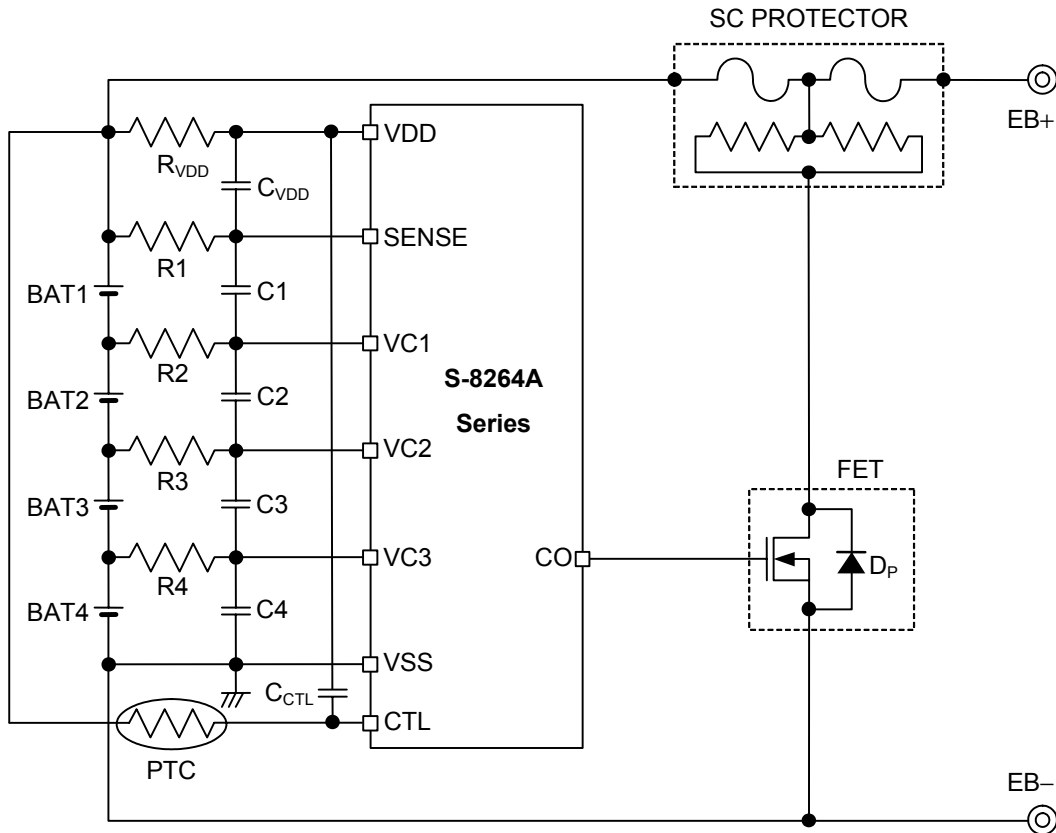 SC PROTECTOR
EB+
VDD
RVDD
CVDD
SENSE
R1
BAT1
C1
VC1
R2
S-8264A
Series
BAT2
C2
VC2
R3
FET
BAT3
C3
VC3
CO
DP
R4
BAT4
C4
VSS
CCTL
CTL
PTC
EB−